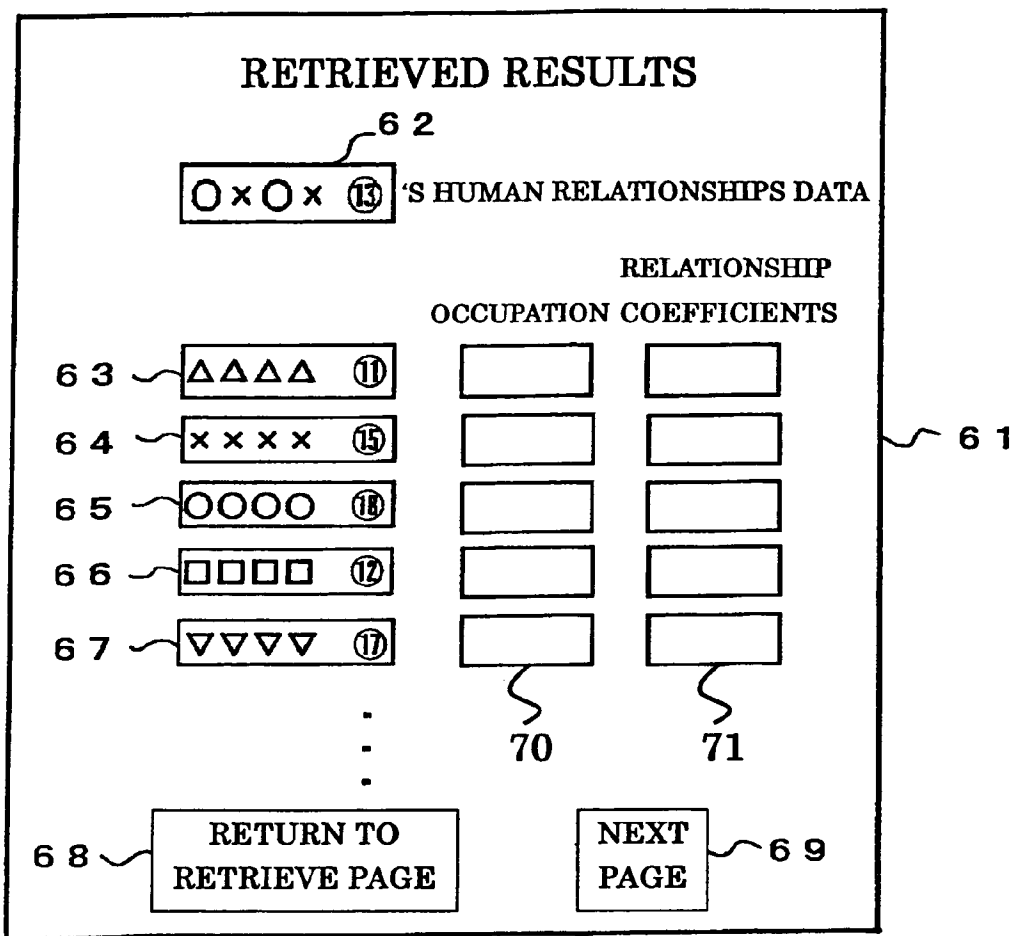 RETRIEVED RESULTS
62
○×○× ⑬ 'S HUMAN RELATIONSHIPS DATA
RELATIONSHIP
OCCUPATION COEFFICIENTS
63 △△△△ ⑪
64 ×××× ⑮
61
65 ○○○○ ⑱
66 □□□□ ⑫
67 ▽▽▽▽ ⑰
70 71
68 RETURN TO
RETRIEVE PAGE
NEXT
PAGE
69